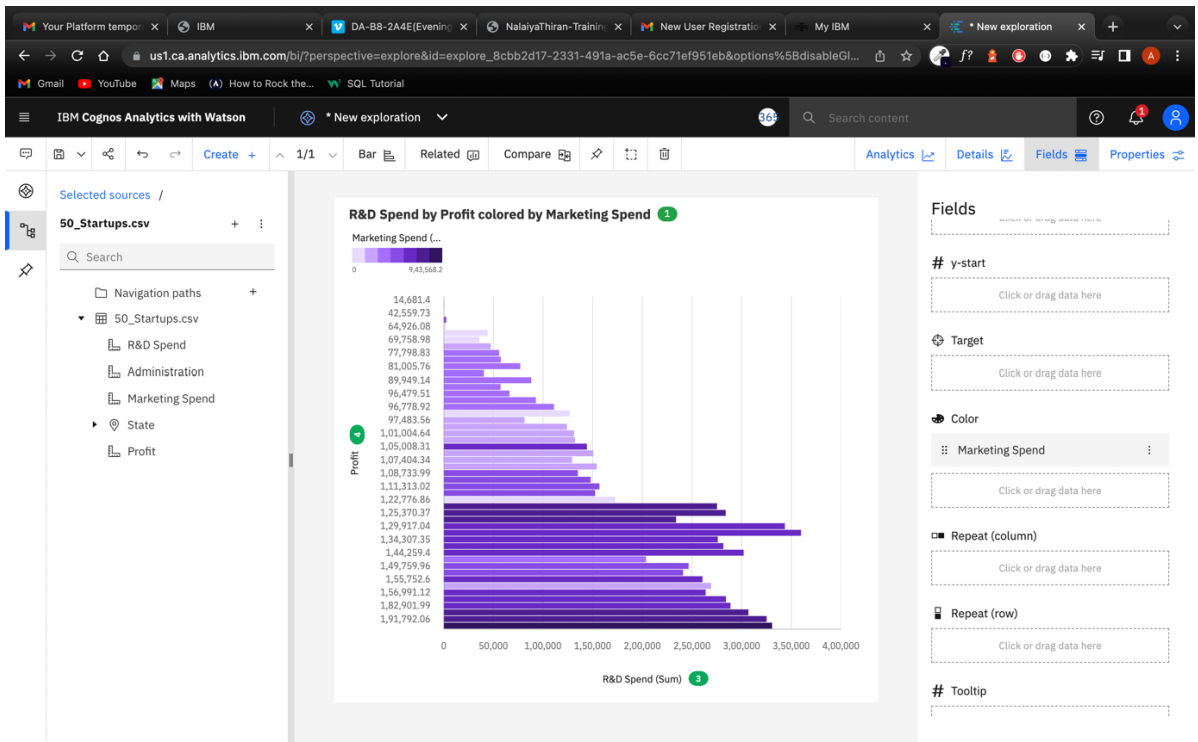 Your Platform tempor
IBM
DA-B8-2A4E(Evening
NalaiyaThiran-Training
New User Registration
My IBM
* New exploration
us1.ca.analytics.ibm.com/bi/?perspective=explore&id=explore_8cbb2d17-2331-491a-ac5e-6cc71ef951eb&options%5BdisableGl...
f?
A
Gmail
YouTube
Maps
How to Rock the...
SQL Tutorial
IBM Cognos Analytics with Watson
* New exploration
365
Search content
1
Create +
1/1
Bar
Related
Compare
Analytics
Details
Fields
Properties
Selected sources /
50_Startups.csv
Search
Navigation paths
50_Startups.csv
R&D Spend
Administration
Marketing Spend
State
Profit
R&D Spend by Profit colored by Marketing Spend 1
Marketing Spend (...
0 9,43,568.2
14,681.4
42,559.73
64,926.08
69,758.98
77,798.83
81,005.76
89,949.14
96,479.51
96,778.92
97,483.56
1,01,004.64
1,05,008.31
1,07,404.34
1,08,733.99
1,11,313.02
1,22,776.86
1,25,370.37
1,29,917.04
1,34,307.35
1,44,259.4
1,49,759.96
1,55,752.6
1,56,991.12
1,82,901.99
1,91,792.06
Profit 4
0 50,000 1,00,000 1,50,000 2,00,000 2,50,000 3,00,000 3,50,000 4,00,000
R&D Spend (Sum) 3
Fields
Click or drag data here
# y-start
Click or drag data here
Target
Click or drag data here
Color
Marketing Spend
Click or drag data here
Repeat (column)
Click or drag data here
Repeat (row)
Click or drag data here
# Tooltip